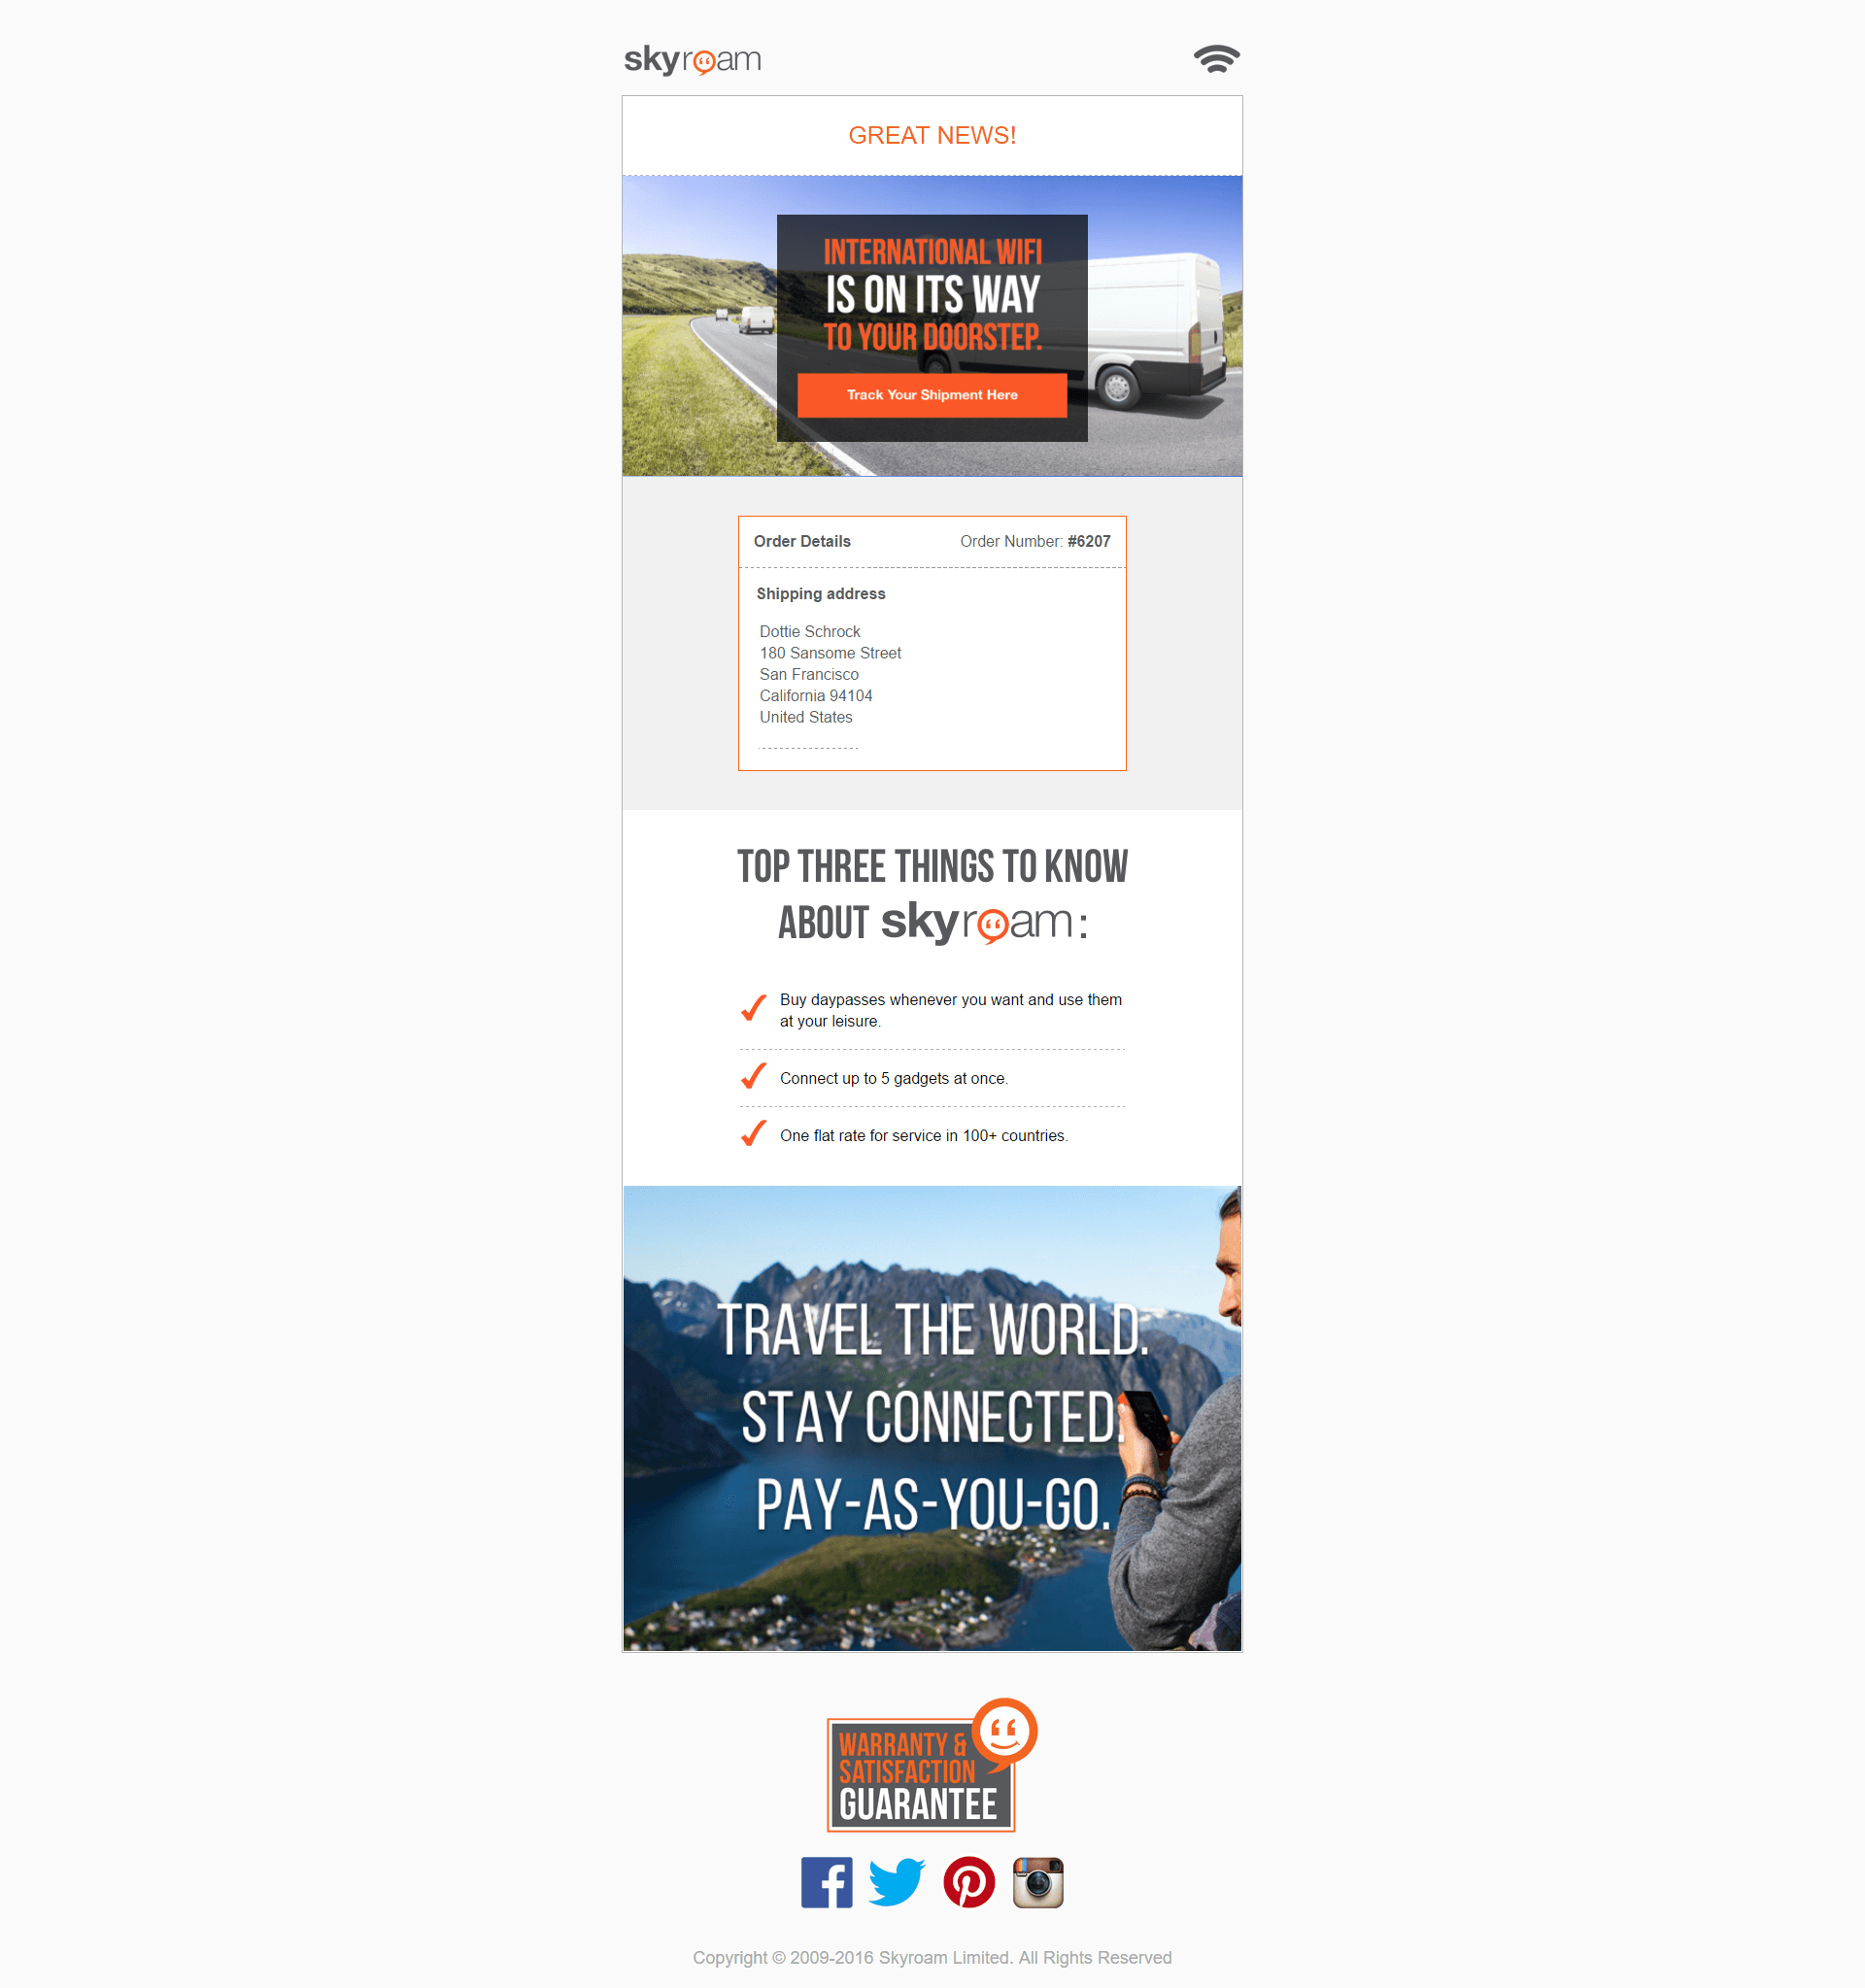 skyroam
GREAT NEWS!
INTERNATIONAL WIFI
IS ON ITS WAY
TO YOUR DOORSTEP.
Track Your Shipment Here
Order Details Order Number: #6207
Shipping address
Dottie Schrock
180 Sansome Street
San Francisco
California 94104
United States
TOP THREE THINGS TO KNOW
ABOUT skyroam:
Buy daypasses whenever you want and use them
at your leisure.
Connect up to 5 gadgets at once.
One flat rate for service in 100+ countries.
TRAVEL THE WORLD.
STAY CONNECTED.
PAY-AS-YOU-GO.
WARRANTY &
SATISFACTION
GUARANTEE
Copyright © 2009-2016 Skyroam Limited. All Rights Reserved